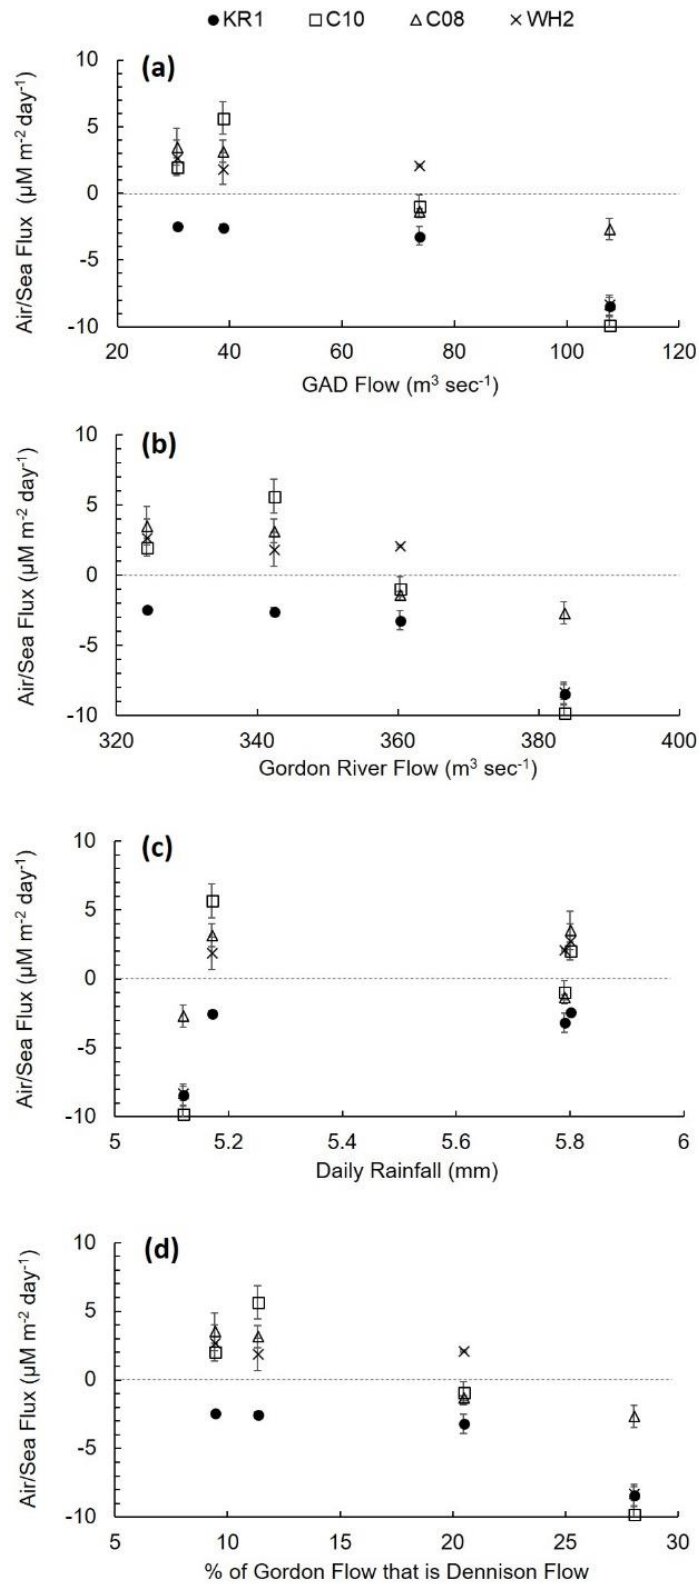 ● KR1 □ C10 △ C08 × WH2
(a)
Air/Sea Flux (µM m⁻² day⁻¹)
10
5
0
-5
-10
20 40 60 80 100 120
GAD Flow (m³ sec⁻¹)
(b)
Air/Sea Flux (µM m⁻² day⁻¹)
10
5
0
-5
-10
320 340 360 380 400
Gordon River Flow (m³ sec⁻¹)
(c)
Air/Sea Flux (µM m⁻² day⁻¹)
10
5
0
-5
-10
5 5.2 5.4 5.6 5.8 6
Daily Rainfall (mm)
(d)
Air/Sea Flux (µM m⁻² day⁻¹)
10
5
0
-5
-10
5 10 15 20 25 30
% of Gordon Flow that is Dennison Flow